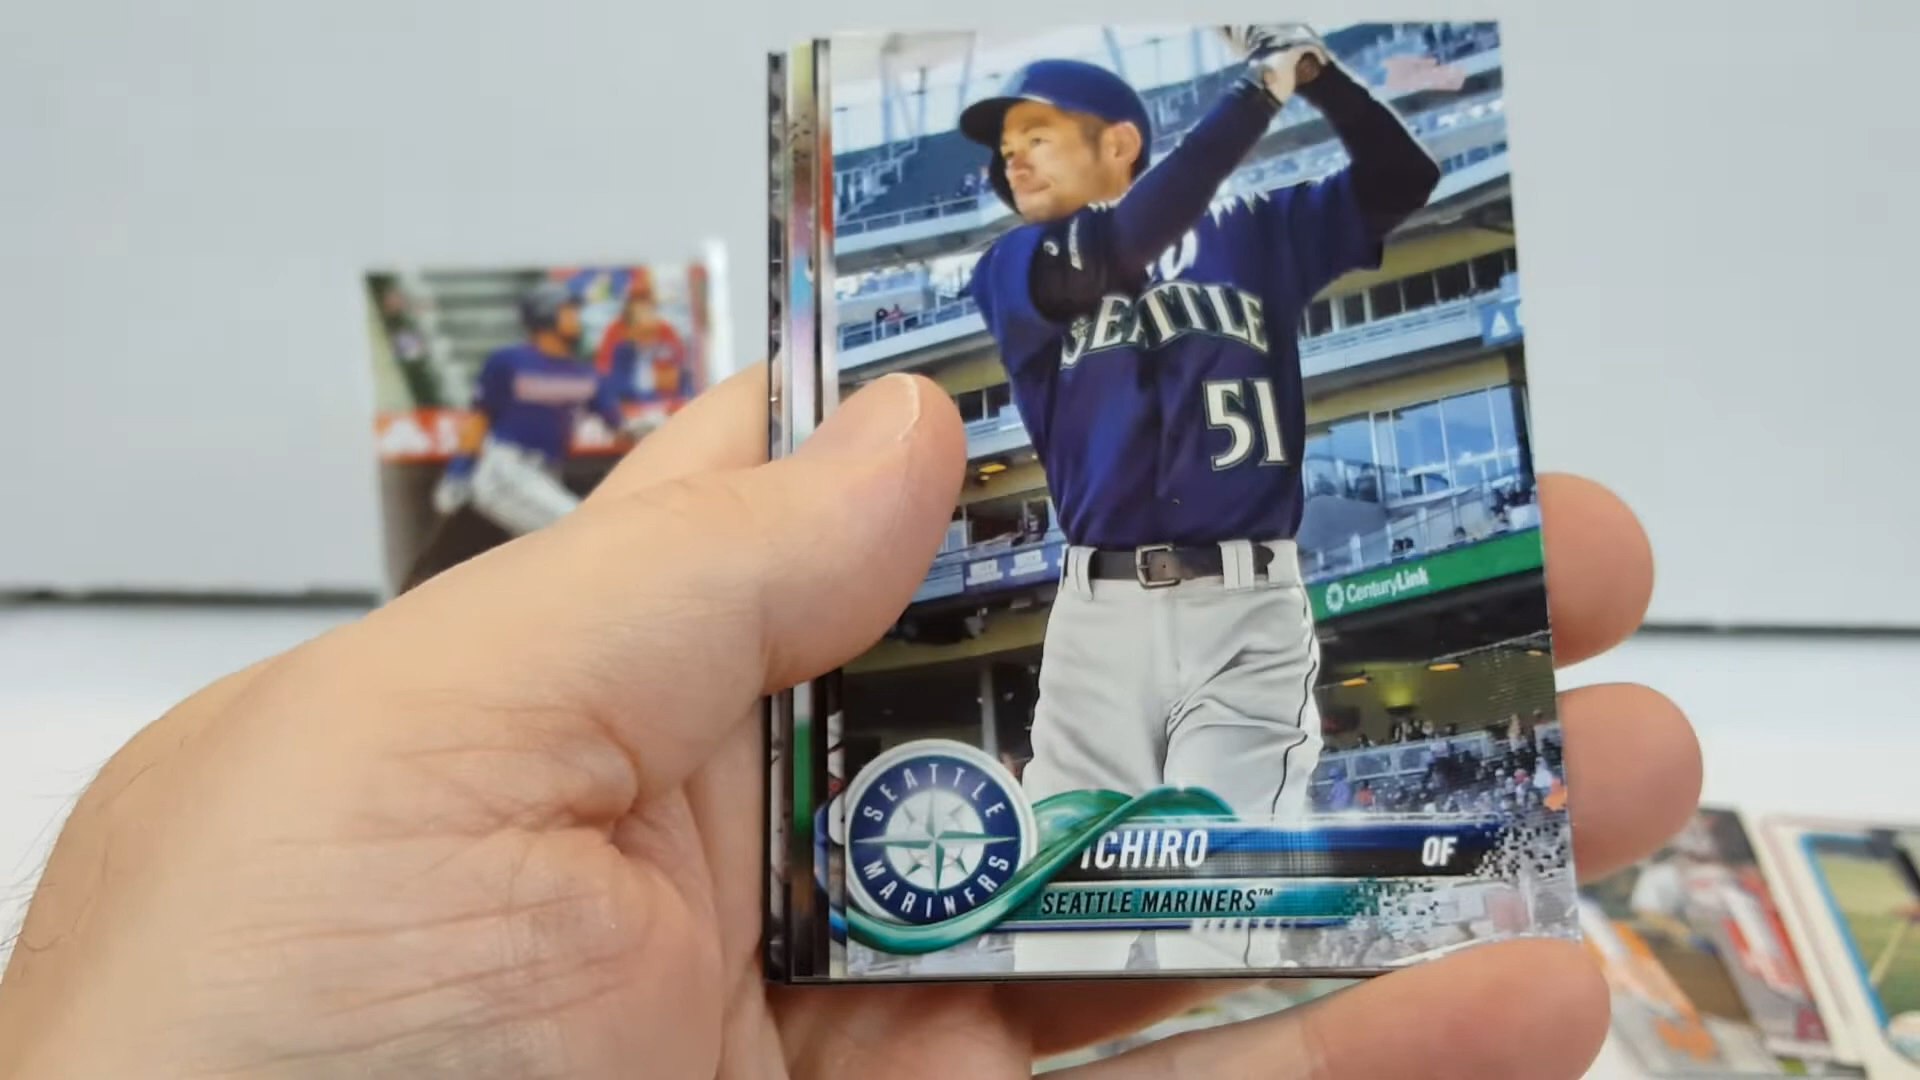 SEATTLE
51
CenturyLink
SEATTLE
MARINERS
ICHIRO
OF
SEATTLE MARINERS™